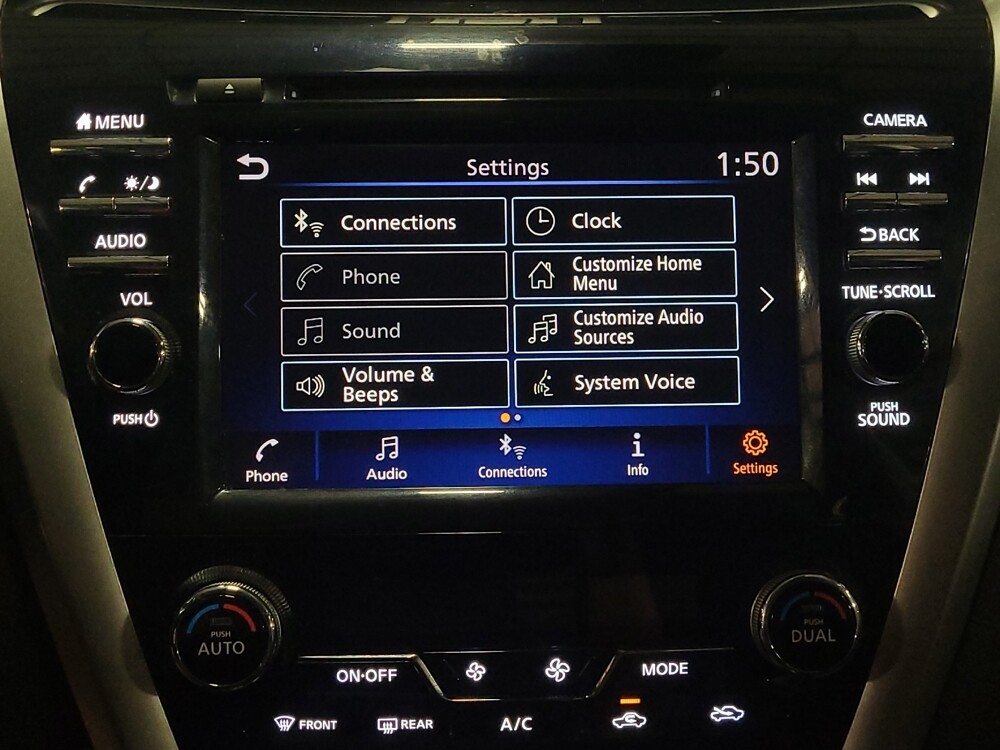 MENU
CAMERA
AUDIO
BACK
VOL
TUNE·SCROLL
PUSH
PUSH
SOUND
Settings
1:50
Connections
Clock
Phone
Customize Home
Menu
Sound
Customize Audio
Sources
Volume &
Beeps
System Voice
Phone
Audio
Connections
Info
Settings
PUSH
AUTO
PUSH
DUAL
ON·OFF
MODE
FRONT
REAR
A/C